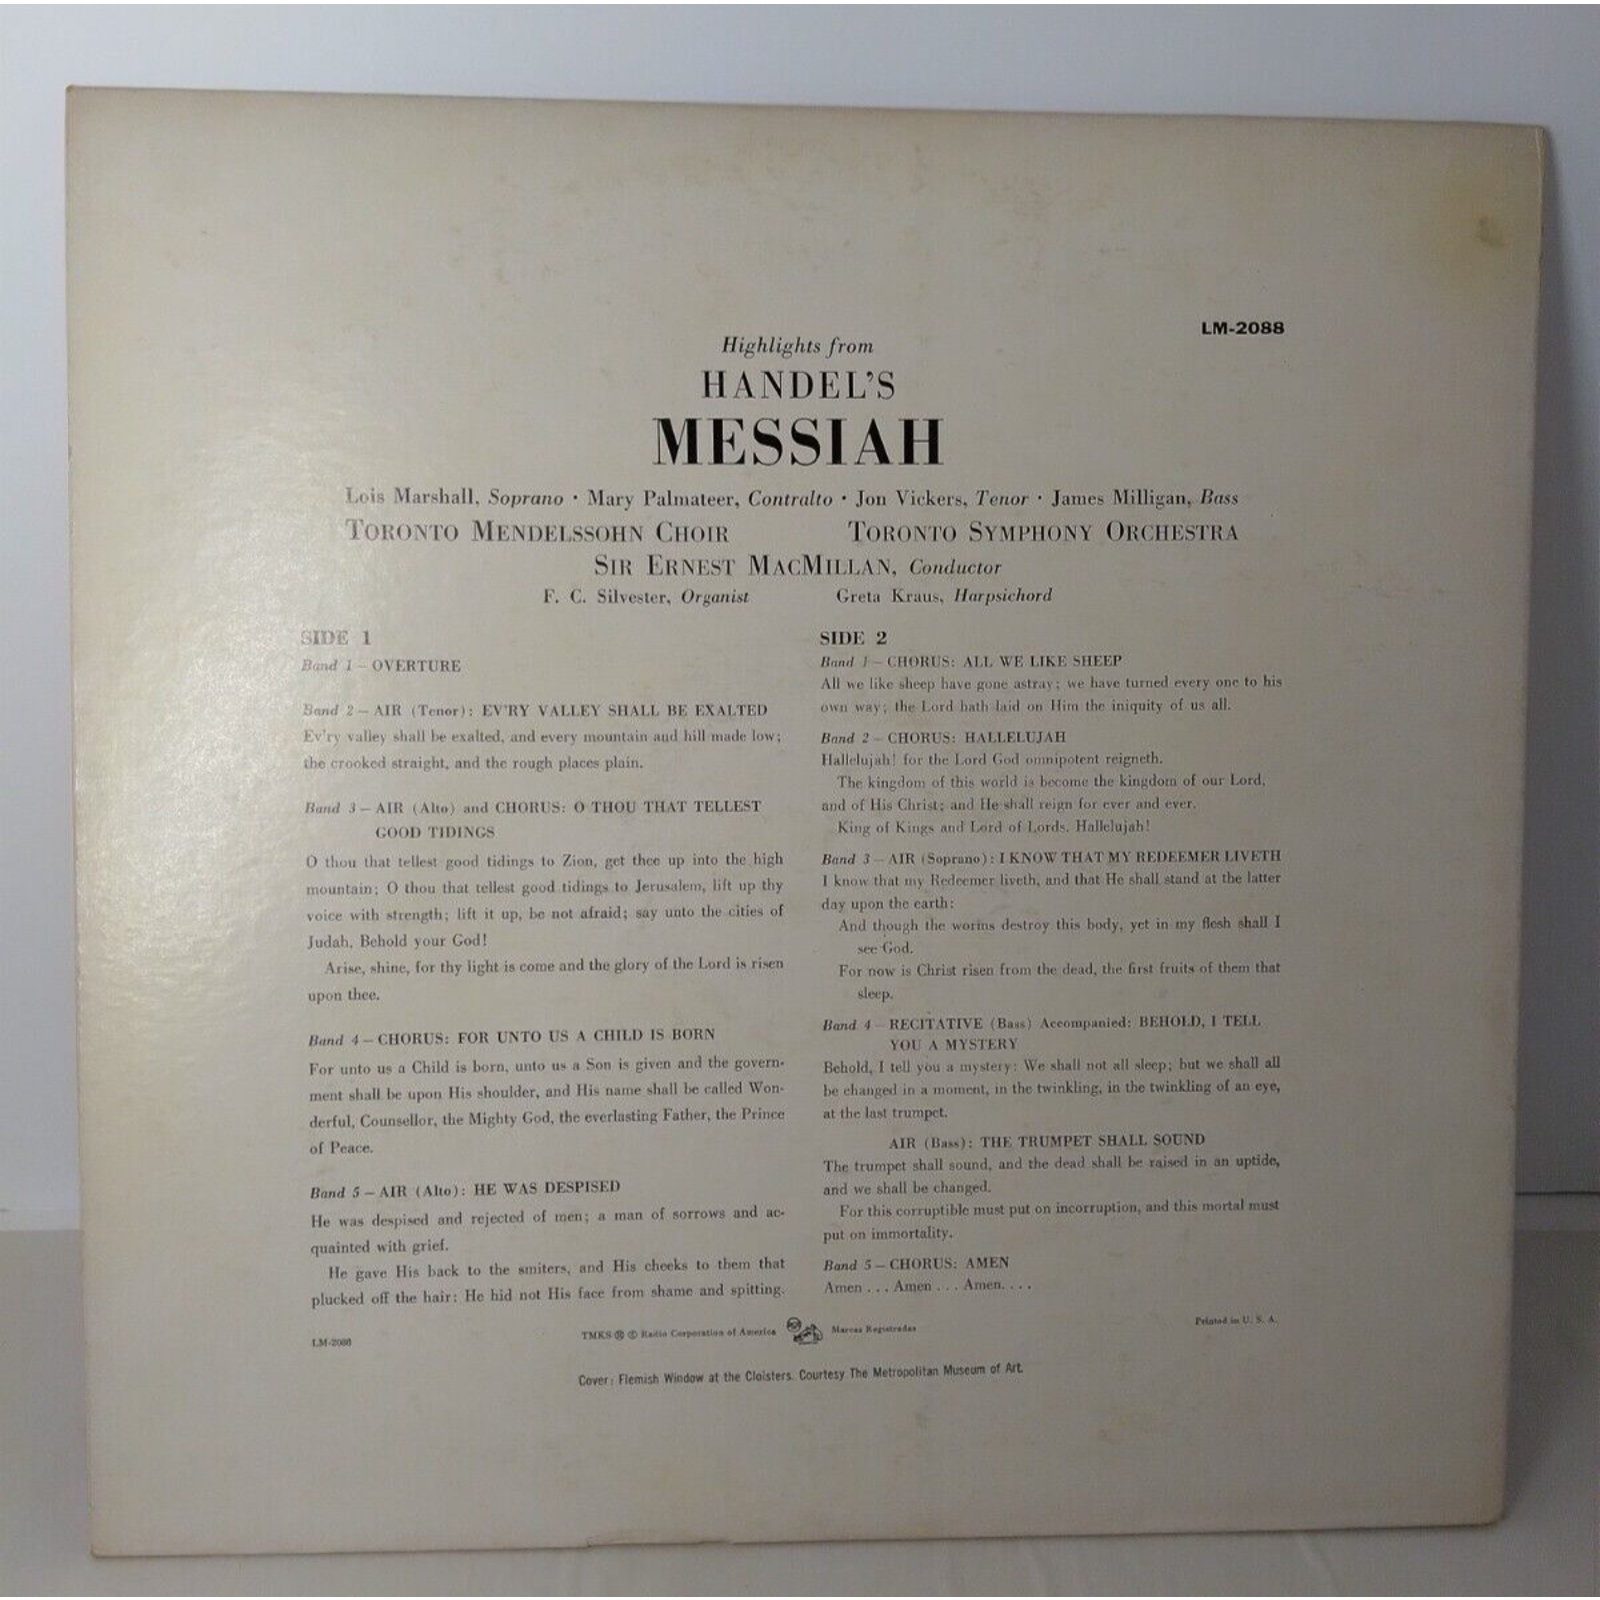 LM-2088
Highlights from
HANDEL'S
MESSIAH
Lois Marshall, Soprano · Mary Palmateer, Contralto · Jon Vickers, Tenor · James Milligan, Bass
TORONTO MENDELSSOHN CHOIR TORONTO SYMPHONY ORCHESTRA
SIR ERNEST MACMILLAN, Conductor
F. C. Silvester, Organist Greta Kraus, Harpsichord
SIDE 1
Band 1 – OVERTURE
Band 2 – AIR (Tenor): EV'RY VALLEY SHALL BE EXALTED
Ev'ry valley shall be exalted, and every mountain and hill made low;
the crooked straight, and the rough places plain.
Band 3 – AIR (Alto) and CHORUS: O THOU THAT TELLEST
GOOD TIDINGS
O thou that tellest good tidings to Zion, get thee up into the high
mountain; O thou that tellest good tidings to Jerusalem, lift up thy
voice with strength; lift it up, be not afraid; say unto the cities of
Judah, Behold your God!
Arise, shine, for thy light is come and the glory of the Lord is risen
upon thee.
Band 4 – CHORUS: FOR UNTO US A CHILD IS BORN
For unto us a Child is born, unto us a Son is given and the govern-
ment shall be upon His shoulder, and His name shall be called Won-
derful, Counsellor, the Mighty God, the everlasting Father, the Prince
of Peace.
Band 5 – AIR (Alto): HE WAS DESPISED
He was despised and rejected of men; a man of sorrows and ac-
quainted with grief.
He gave His back to the smiters, and His cheeks to them that
plucked off the hair: He hid not His face from shame and spitting.
SIDE 2
Band 1 – CHORUS: ALL WE LIKE SHEEP
All we like sheep have gone astray; we have turned every one to his
own way; the Lord hath laid on Him the iniquity of us all.
Band 2 – CHORUS: HALLELUJAH
Hallelujah! for the Lord God omnipotent reigneth.
The kingdom of this world is become the kingdom of our Lord,
and of His Christ; and He shall reign for ever and ever.
King of Kings and Lord of Lords. Hallelujah!
Band 3 – AIR (Soprano): I KNOW THAT MY REDEEMER LIVETH
I know that my Redeemer liveth, and that He shall stand at the latter
day upon the earth:
And though the worms destroy this body, yet in my flesh shall I
see God.
For now is Christ risen from the dead, the first fruits of them that
sleep.
Band 4 – RECITATIVE (Bass) Accompanied: BEHOLD, I TELL
YOU A MYSTERY
Behold, I tell you a mystery: We shall not all sleep; but we shall all
be changed in a moment, in the twinkling, in the twinkling of an eye,
at the last trumpet.
AIR (Bass): THE TRUMPET SHALL SOUND
The trumpet shall sound, and the dead shall be raised in an uptide,
and we shall be changed.
For this corruptible must put on incorruption, and this mortal must
put on immortality.
Band 5 – CHORUS: AMEN
Amen . . . Amen . . . Amen. . . .
LM-2088
TMKS ® © Radio Corporation of America Marcas Registradas
Printed in U. S. A.
Cover: Flemish Window at the Cloisters. Courtesy The Metropolitan Museum of Art.